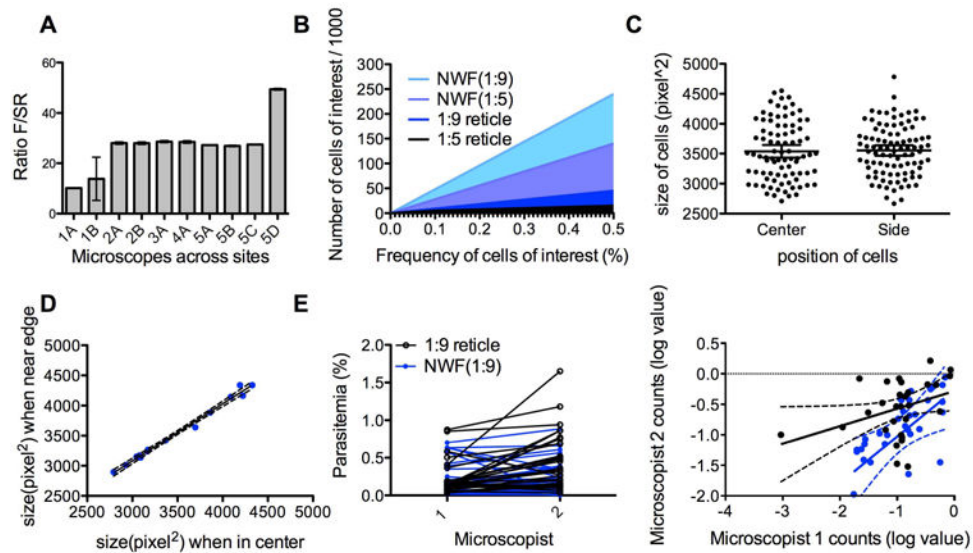 A
Ratio F/SR
60
40
20
0
1A
1B
2A
2B
3A
4A
5A
5B
5C
5D
Microscopes across sites
B
Number of cells of interest / 1000
300
250
200
150
100
50
0
NWF(1:9)
NWF(1:5)
1:9 reticle
1:5 reticle
0.0 0.1 0.2 0.3 0.4 0.5
Frequency of cells of interest (%)
C
size of cells (pixel^2)
5000
4500
4000
3500
3000
2500
Center Side
position of cells
D
size(pixel2) when near edge
5000
4500
4000
3500
3000
2500
2500 3000 3500 4000 4500 5000
size(pixel2) when in center
E
Parasitemia (%)
2.0
1.5
1.0
0.5
0.0
1:9 reticle
NWF(1:9)
1 2
Microscopist
Microscopist 2 counts (log value)
0.0
-0.5
-1.0
-1.5
-2.0
-4 -3 -2 -1 0
Microscopist 1 counts (log value)